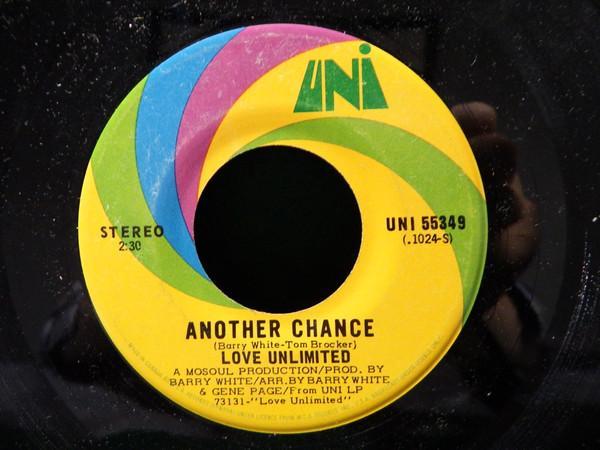 UNI
STEREO
2:30
UNI 55349
(.1024-S)
ANOTHER CHANCE
(Barry White-Tom Brocker)
LOVE UNLIMITED
A MOSOUL PRODUCTION/PROD. BY
BARRY WHITE/ARR.BY BARRY WHITE
& GENE PAGE/From UNI LP
73131-"Love Unlimited"